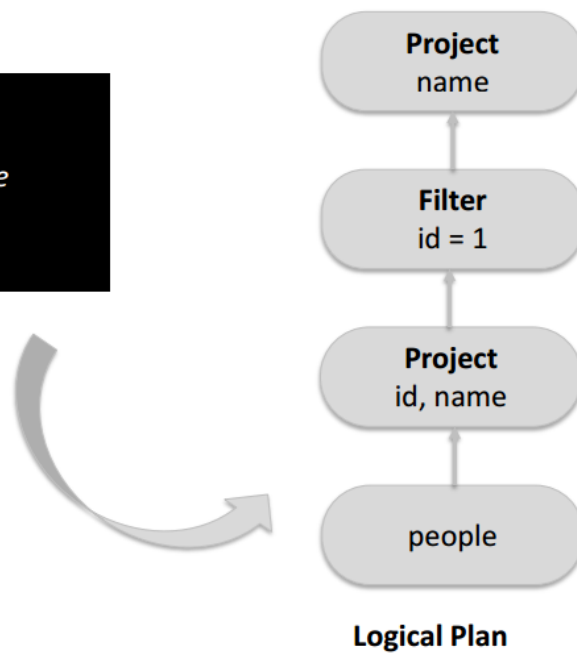 Project
name
Filter
id = 1
Project
id, name
people
Logical Plan